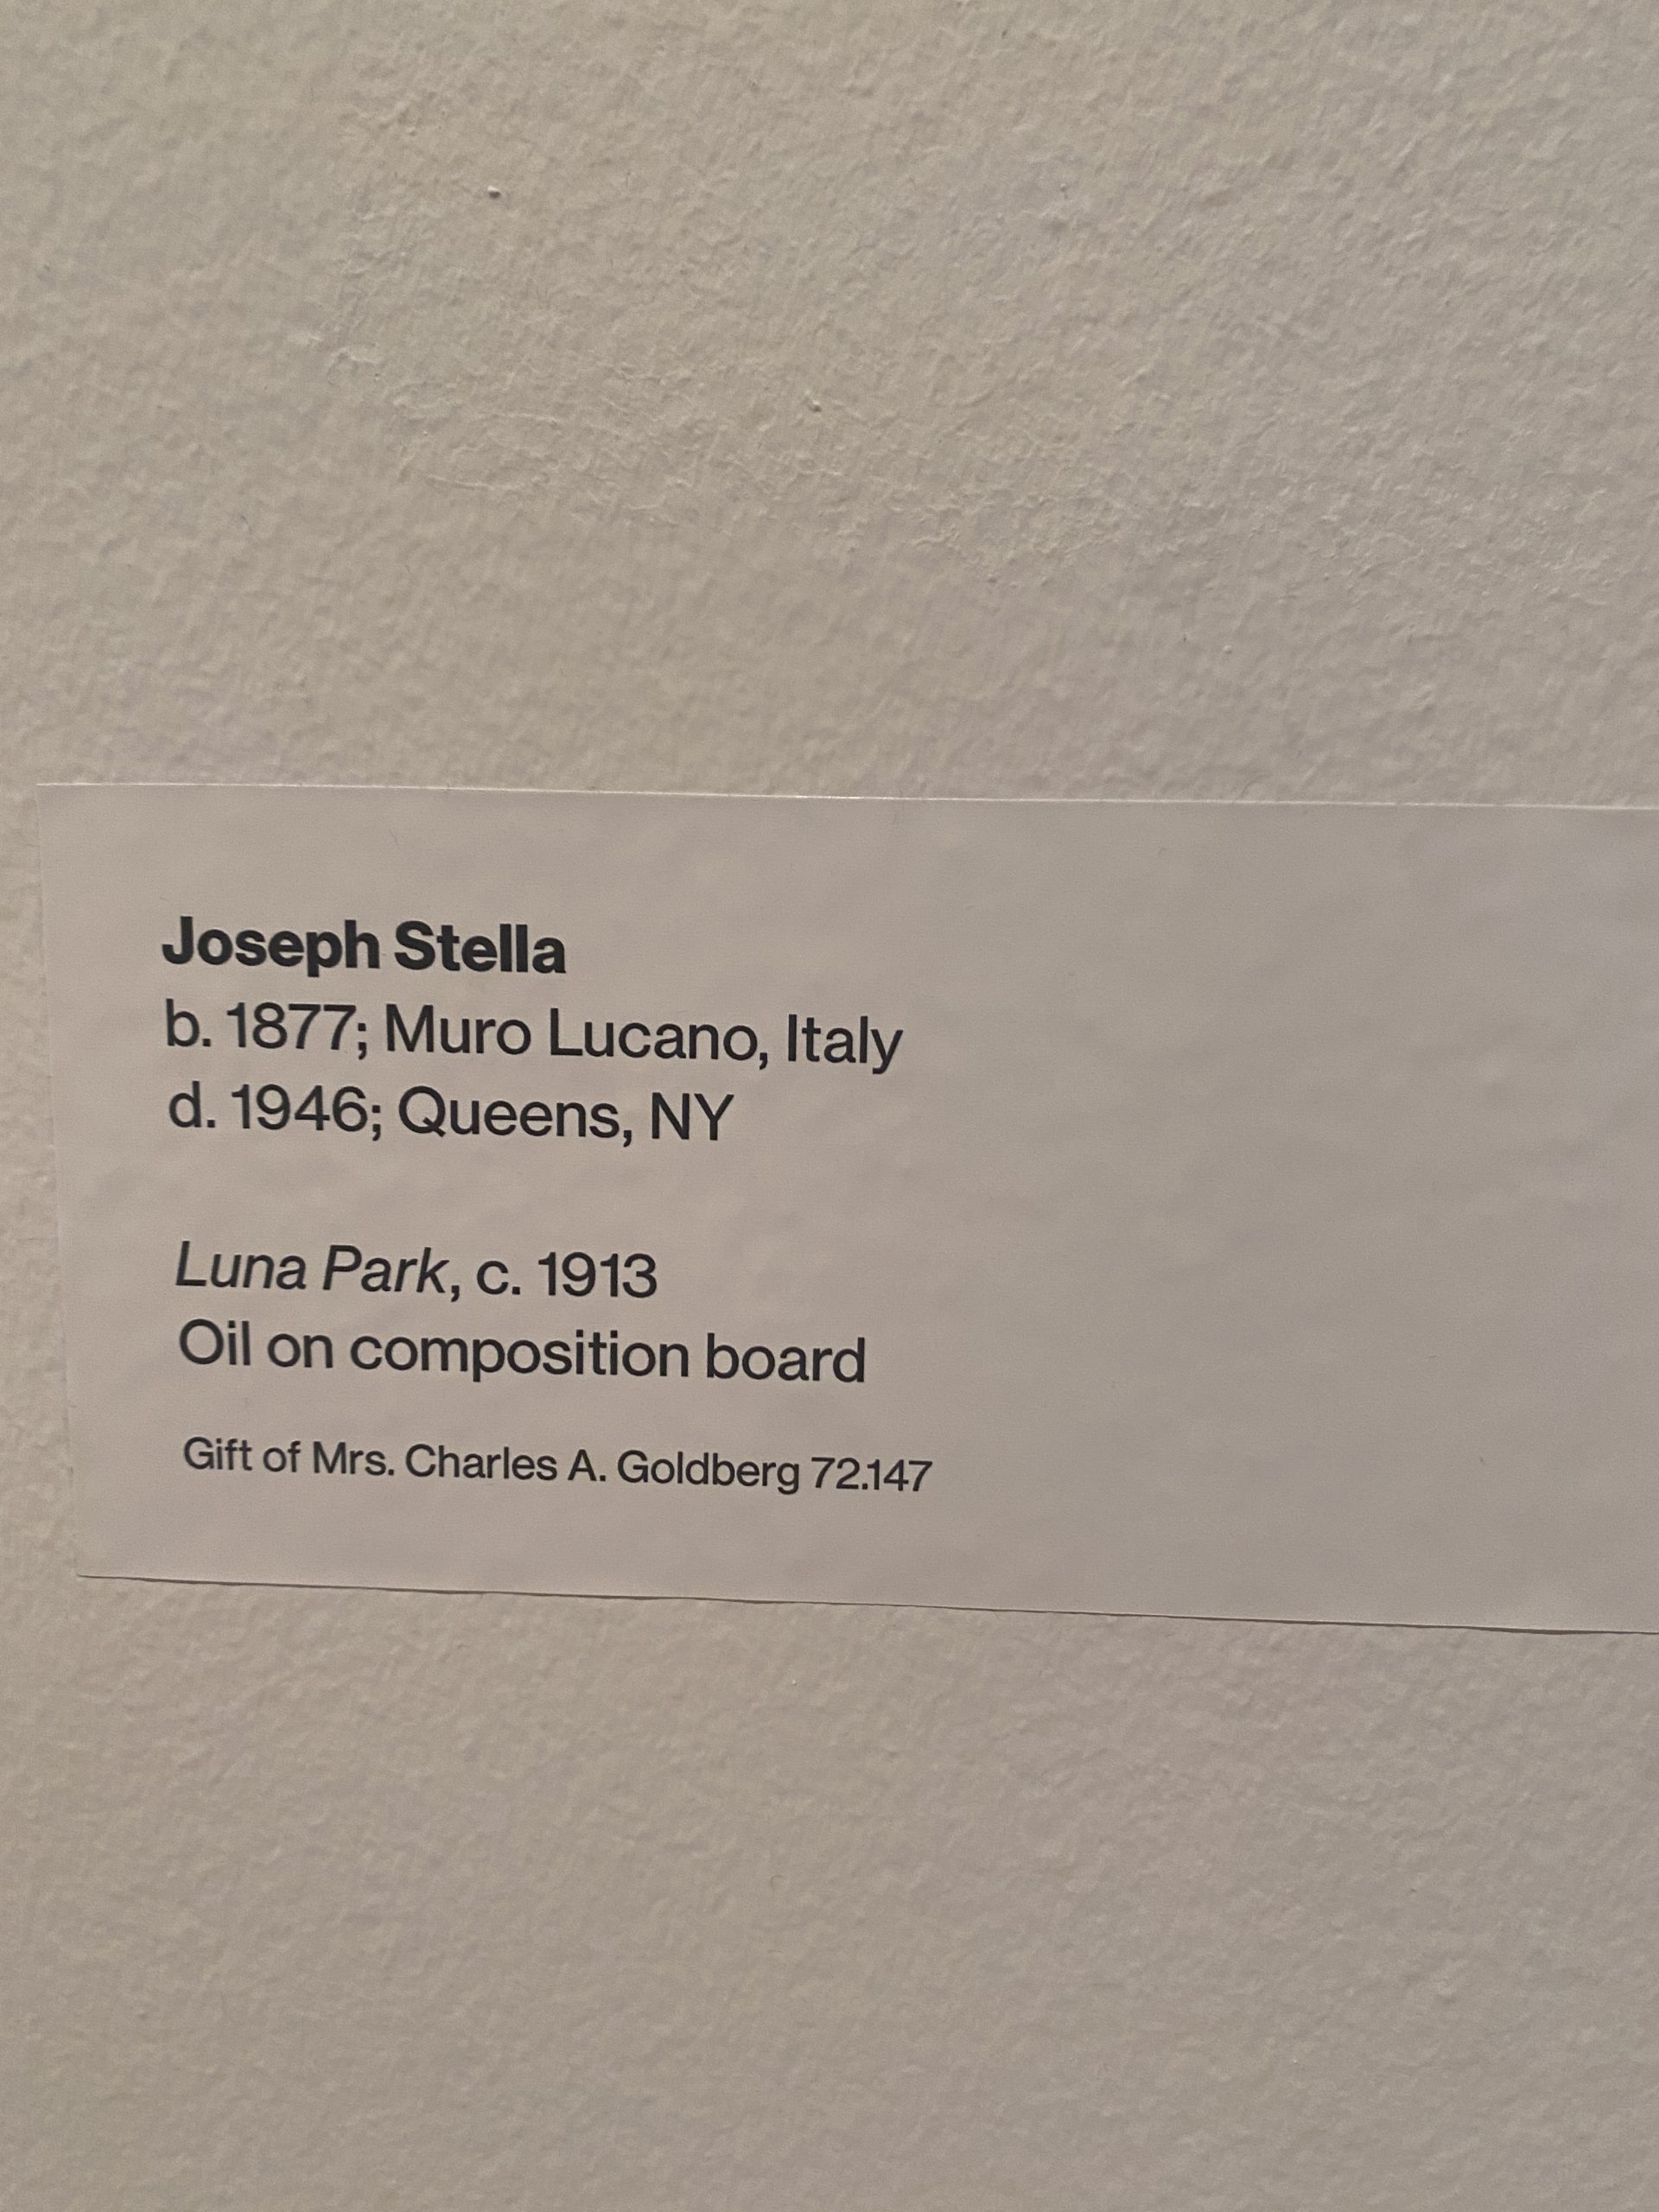 Joseph Stella
b. 1877; Muro Lucano, Italy
d. 1946; Queens, NY
Luna Park, c. 1913
Oil on composition board
Gift of Mrs. Charles A. Goldberg 72.147